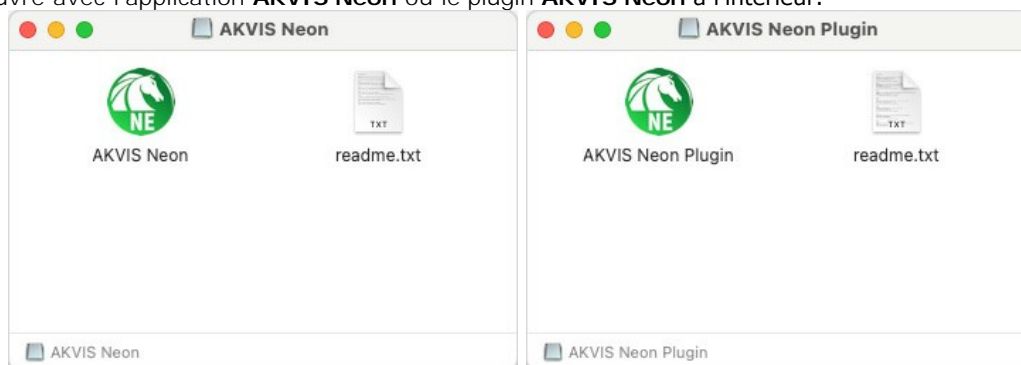 avec l'application AKVIS Neon ou le plugin AKVIS Neon à l'intérieur.
AKVIS Neon
NE
AKVIS Neon
TXT
readme.txt
AKVIS Neon
AKVIS Neon Plugin
NE
AKVIS Neon Plugin
TXT
readme.txt
AKVIS Neon Plugin